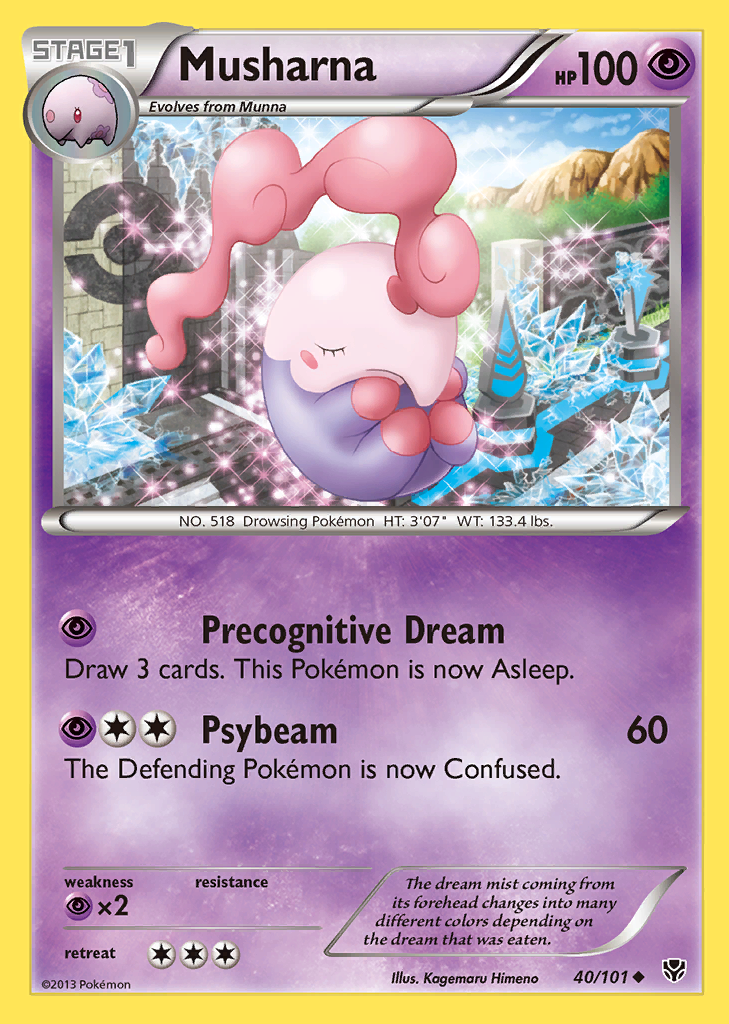 STAGE1
Musharna
HP100
Evolves from Munna
NO. 518 Drowsing Pokémon HT: 3'07" WT: 133.4 lbs.
Precognitive Dream
Draw 3 cards. This Pokémon is now Asleep.
Psybeam 60
The Defending Pokémon is now Confused.
weakness
resistance
×2
retreat
The dream mist coming from
its forehead changes into many
different colors depending on
the dream that was eaten.
©2013 Pokémon
Illus. Kagemaru Himeno
40/101